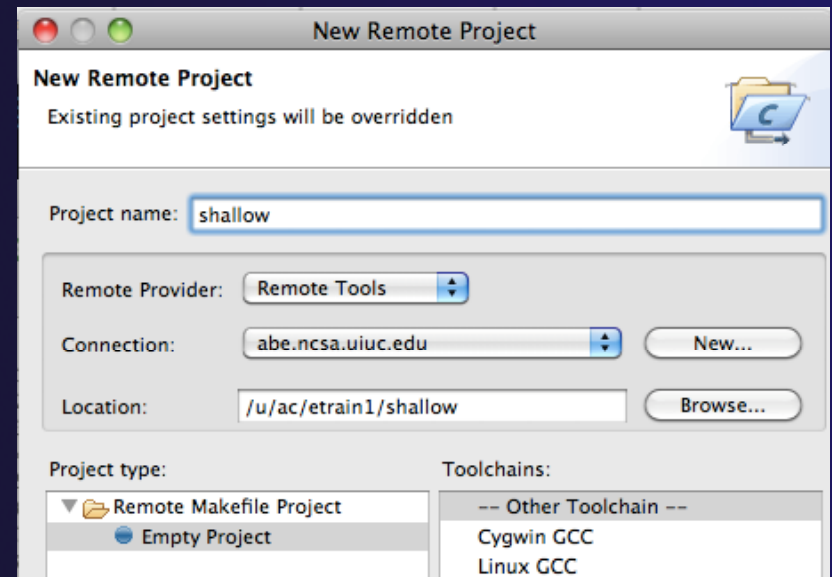 New Remote Project
New Remote Project
Existing project settings will be overridden
C
Project name: shallow
Remote Provider: Remote Tools
Connection: abe.ncsa.uiuc.edu New...
Location: /u/ac/etrain1/shallow Browse...
Project type: Toolchains:
Remote Makefile Project -- Other Toolchain --
Empty Project Cygwin GCC
Linux GCC